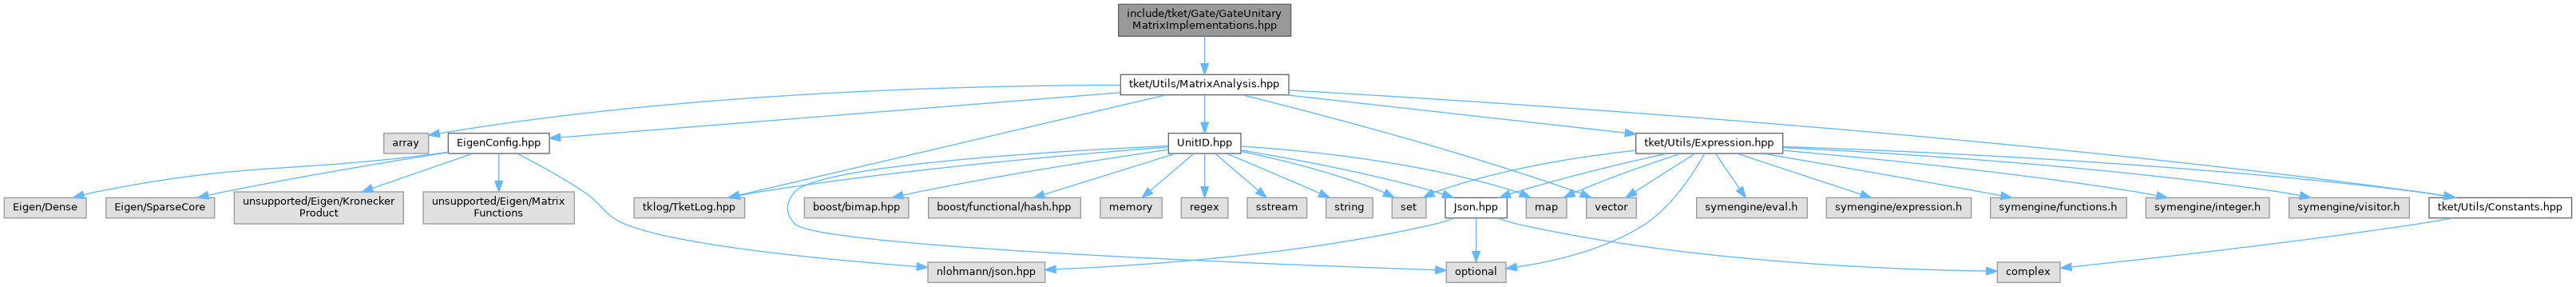 include/tket/Gate/GateUnitary
MatrixImplementations.hpp
tket/Utils/MatrixAnalysis.hpp
array
EigenConfig.hpp
UnitID.hpp
tket/Utils/Expression.hpp
Eigen/Dense
Eigen/SparseCore
unsupported/Eigen/Kronecker
Product
unsupported/Eigen/Matrix
Functions
tklog/TketLog.hpp
boost/bimap.hpp
boost/functional/hash.hpp
memory
regex
sstream
string
set
Json.hpp
map
vector
symengine/eval.h
symengine/expression.h
symengine/functions.h
symengine/integer.h
symengine/visitor.h
tket/Utils/Constants.hpp
nlohmann/json.hpp
optional
complex